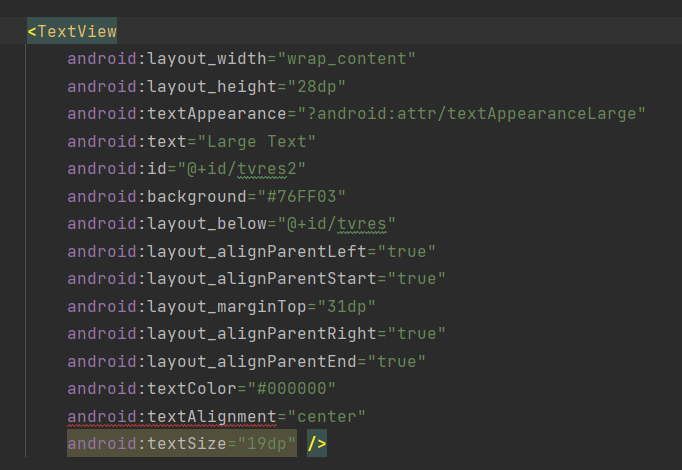 <TextView
android:layout_width="wrap_content"
android:layout_height="28dp"
android:textAppearance="?android:attr/textAppearanceLarge"
android:text="Large Text"
android:id="@+id/tvres2"
android:background="#76FF03"
android:layout_below="@+id/tvres"
android:layout_alignParentLeft="true"
android:layout_alignParentStart="true"
android:layout_marginTop="31dp"
android:layout_alignParentRight="true"
android:layout_alignParentEnd="true"
android:textColor="#000000"
android:textAlignment="center"
android:textSize="19dp" />